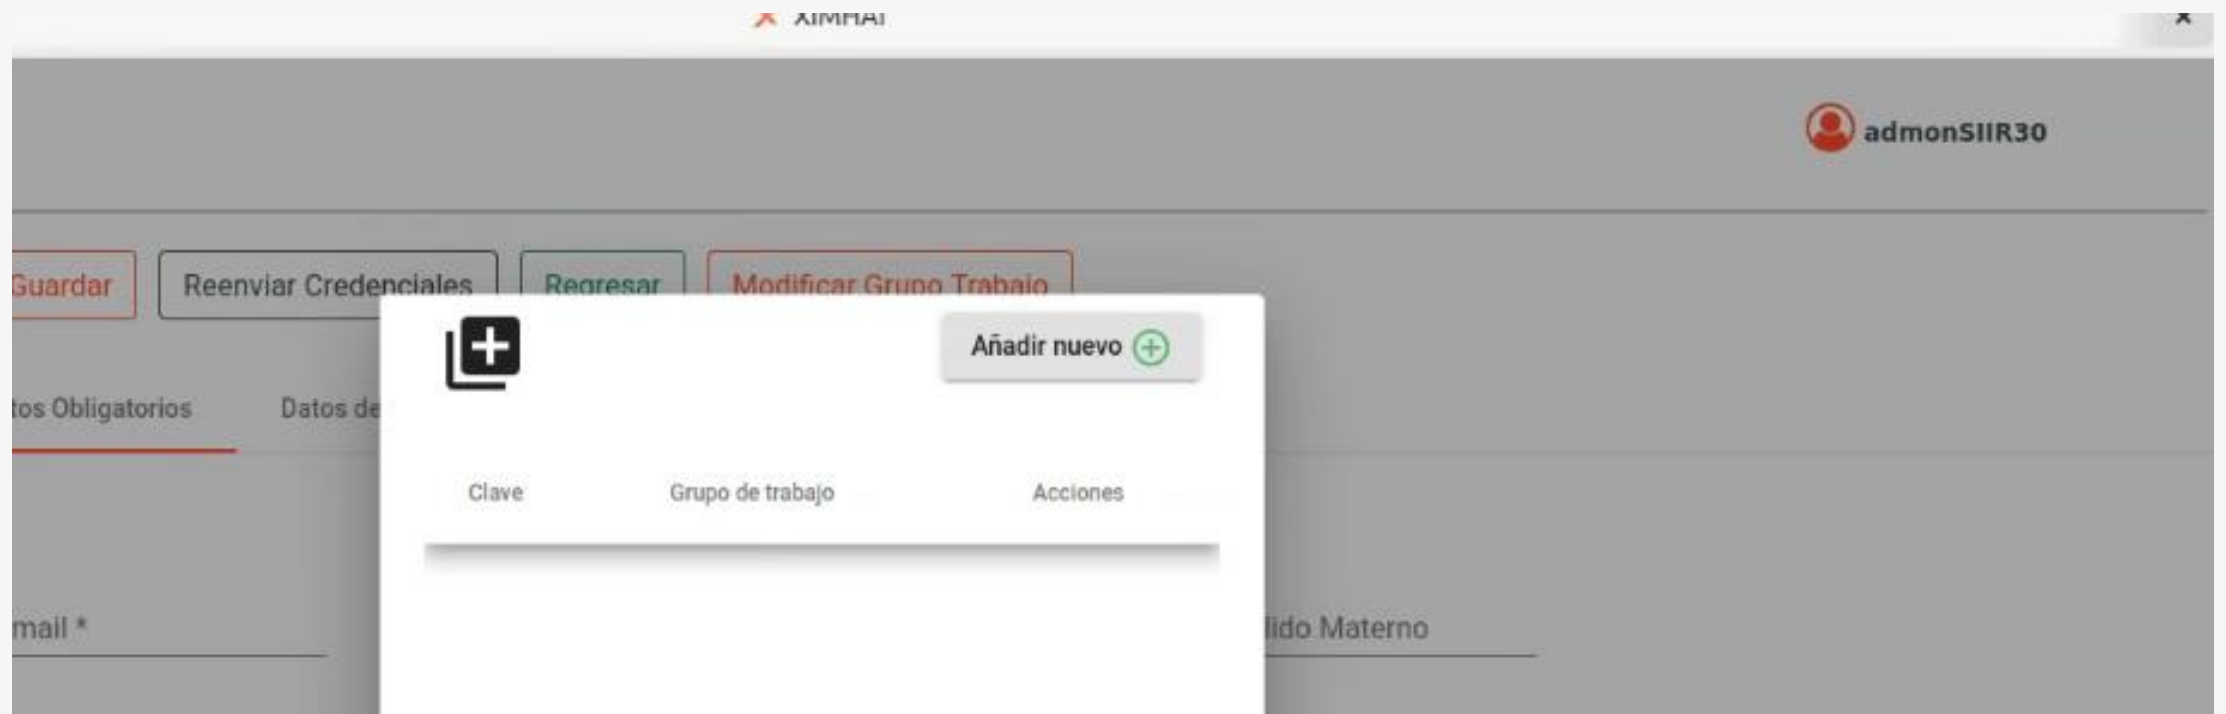 XIMHAI
admonSIIR30
Guardar Reenviar Credenciales Regresar Modificar Grupo Trabajo
Añadir nuevo
tos Obligatorios Datos de
Clave Grupo de trabajo Acciones
mail * lido Materno